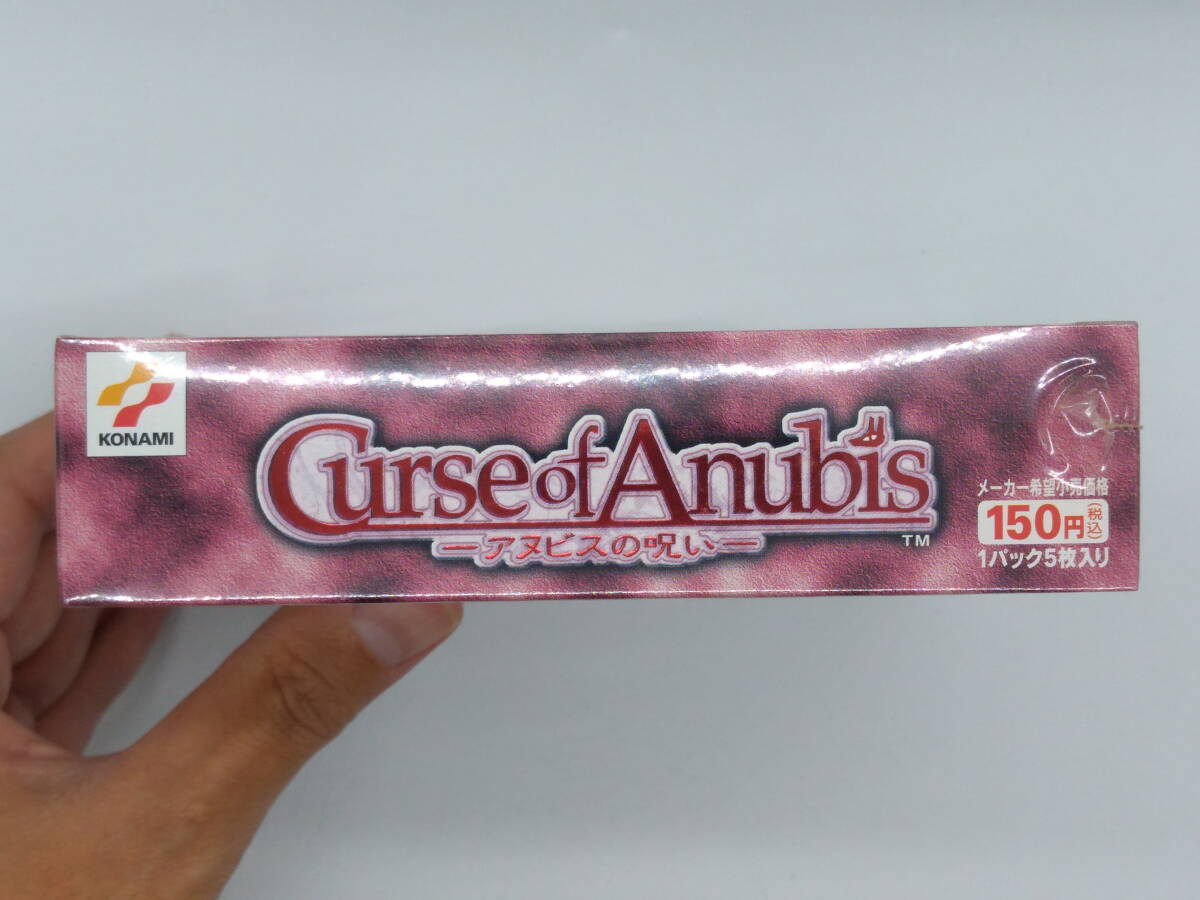 KONAMI
Curse of Anubis
―アヌビスの呪い―
TM
メーカー希望小売価格
150円(税込)
1パック5枚入り